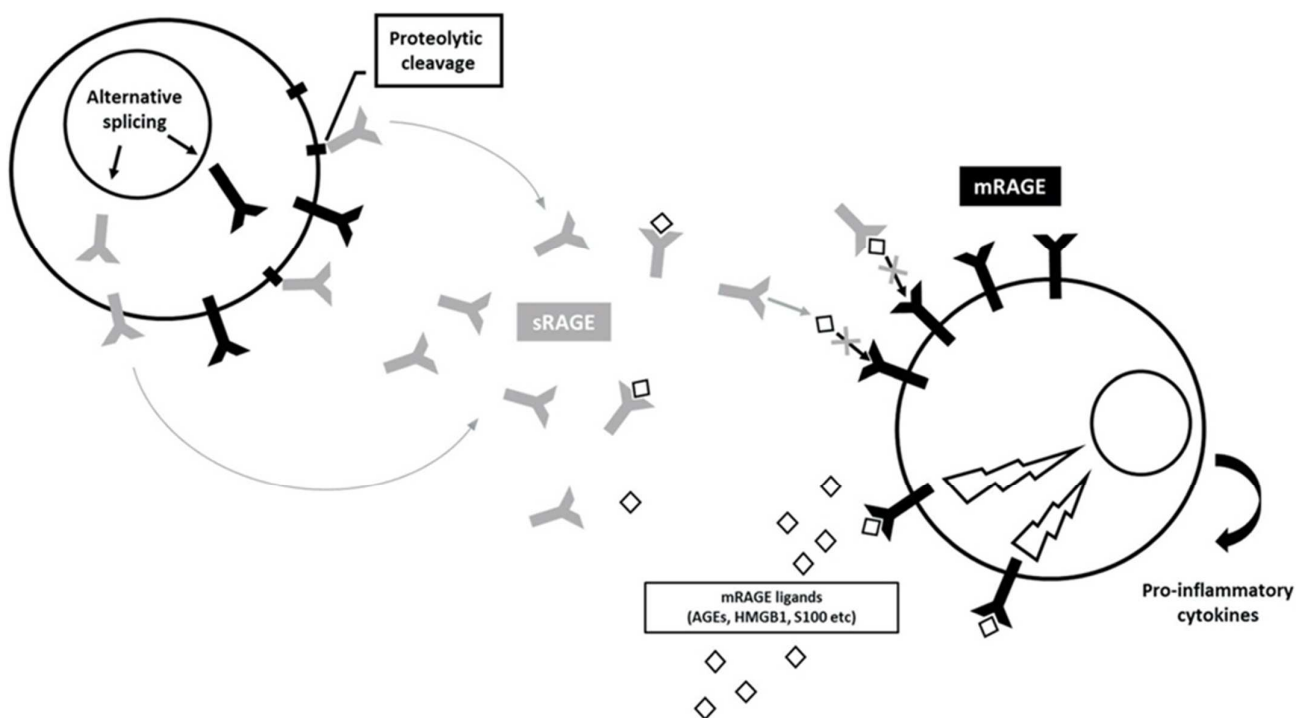 Proteolytic
cleavage
Alternative
splicing
mRAGE
sRAGE
mRAGE ligands
(AGEs, HMGB1, S100 etc)
Pro-inflammatory
cytokines